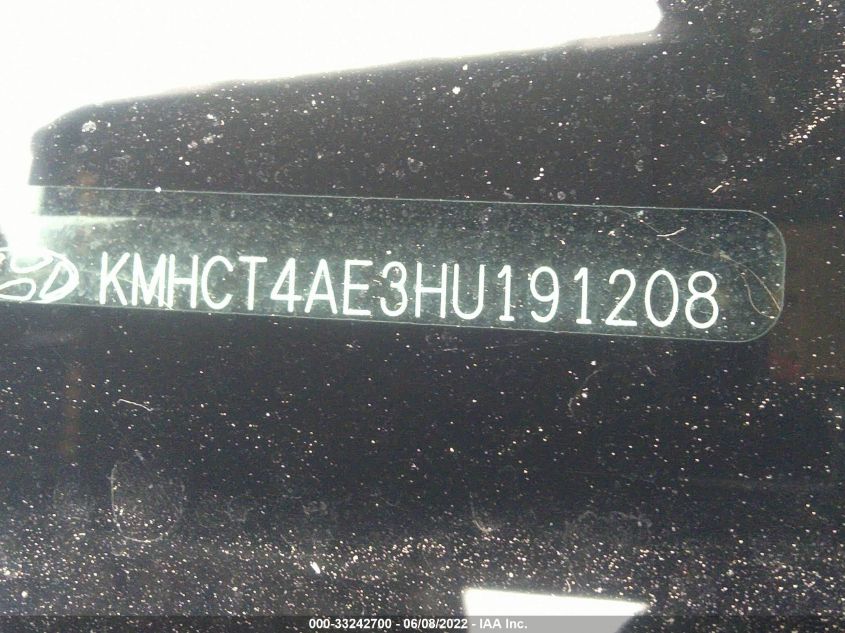 KMHCT4AE3HU191208
000-33242700 - 06/08/2022 - IAA Inc.